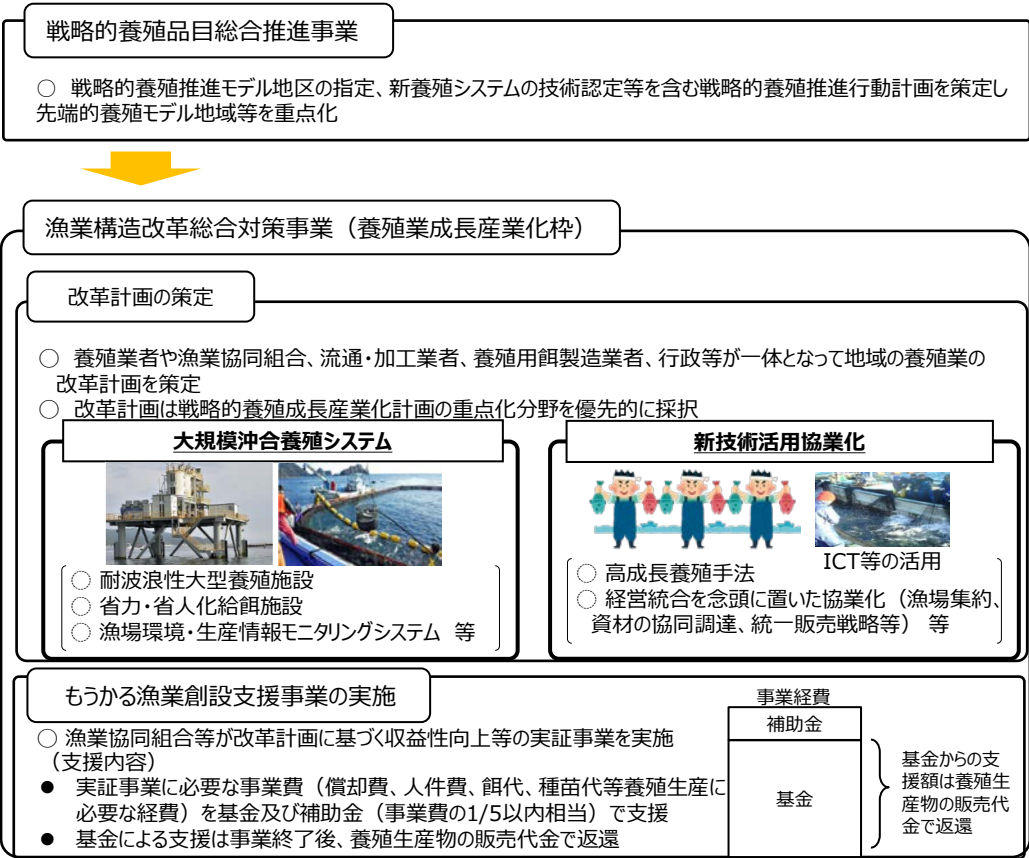 戦略的養殖品目総合推進事業
○ 戦略的養殖推進モデル地区の指定、新養殖システムの技術認定等を含む戦略的養殖推進行動計画を策定し
先端的養殖モデル地域等を重点化
漁業構造改革総合対策事業（養殖業成長産業化枠）
改革計画の策定
○ 養殖業者や漁業協同組合、流通・加工業者、養殖用餌製造業者、行政等が一体となって地域の養殖業の
改革計画を策定
○ 改革計画は戦略的養殖成長産業化計画の重点化分野を優先的に採択
大規模沖合養殖システム
○ 耐波浪性大型養殖施設
○ 省力・省人化給餌施設
○ 漁場環境・生産情報モニタリングシステム 等
新技術活用協業化
ICT等の活用
○ 高成長養殖手法
○ 経営統合を念頭に置いた協業化（漁場集約、
資材の協同調達、統一販売戦略等） 等
もうかる漁業創設支援事業の実施
○ 漁業協同組合等が改革計画に基づく収益性向上等の実証事業を実施
（支援内容）
● 実証事業に必要な事業費（償却費、人件費、餌代、種苗代等養殖生産に
必要な経費）を基金及び補助金（事業費の1/5以内相当）で支援
● 基金による支援は事業終了後、養殖生産物の販売代金で返還
事業経費
補助金
基金
基金からの支
援額は養殖生
産物の販売代
金で返還